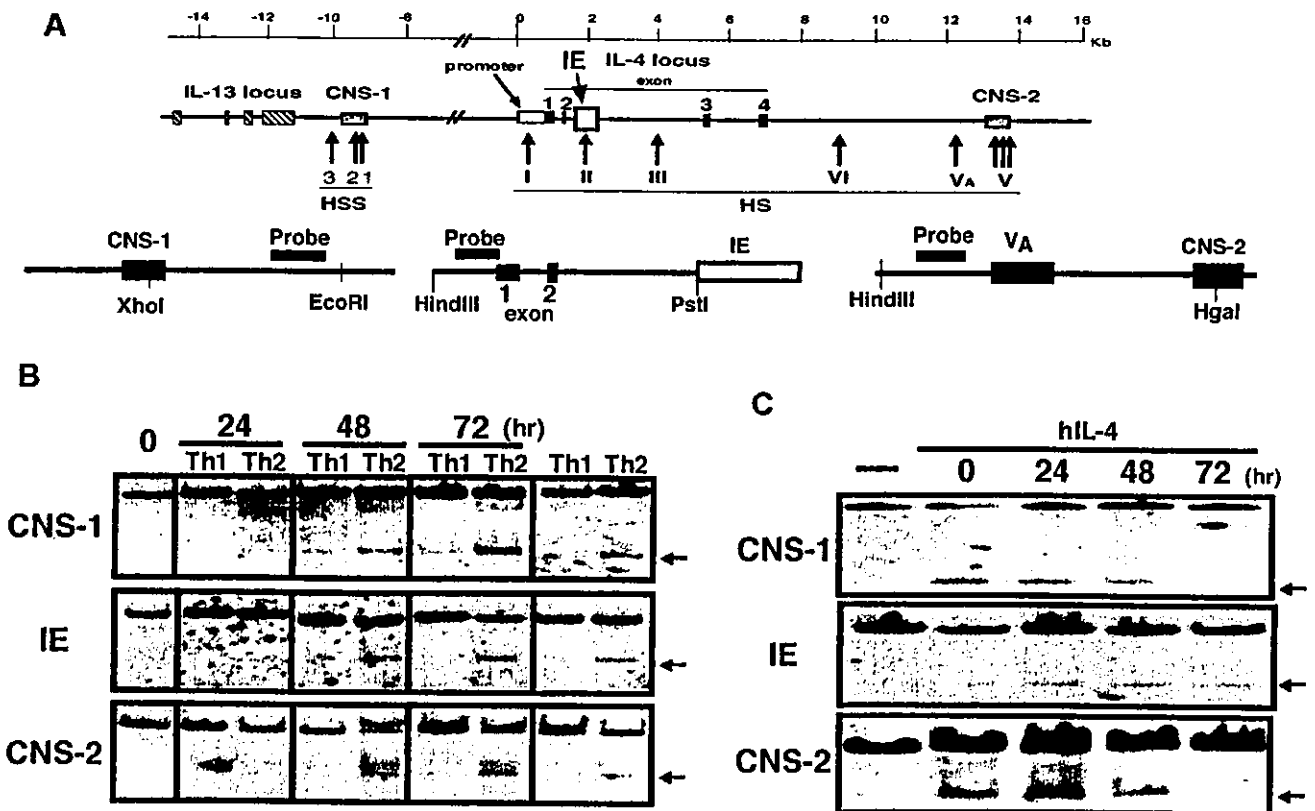 A
-14 -12 -10 -8 0 2 4 6 8 10 12 14 16
Kb
promoter IE IL-4 locus
exon
IL-13 locus CNS-1 1 2 3 4 CNS-2
3 2 1 I II III VI VA V
HSS HS
CNS-1 Probe Probe IE Probe VA CNS-2
XhoI EcoRI HindIII 1 2 PstI HindIII HgaI
exon
B
0 24 48 72 (hr)
Th1 Th2 Th1 Th2 Th1 Th2 Th1 Th2
CNS-1
IE
CNS-2
C
hIL-4
— 0 24 48 72 (hr)
CNS-1
IE
CNS-2